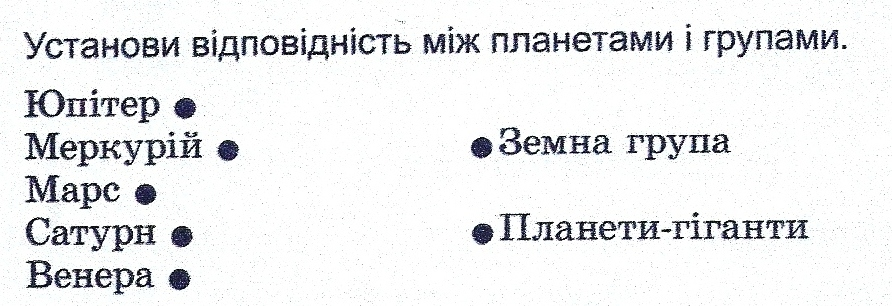 Установи відповідність між планетами і групами.
Юпітер ●
Меркурій ●
●Земна група
Марс ●
Сатурн ●
●Планети-гіганти
Венера ●